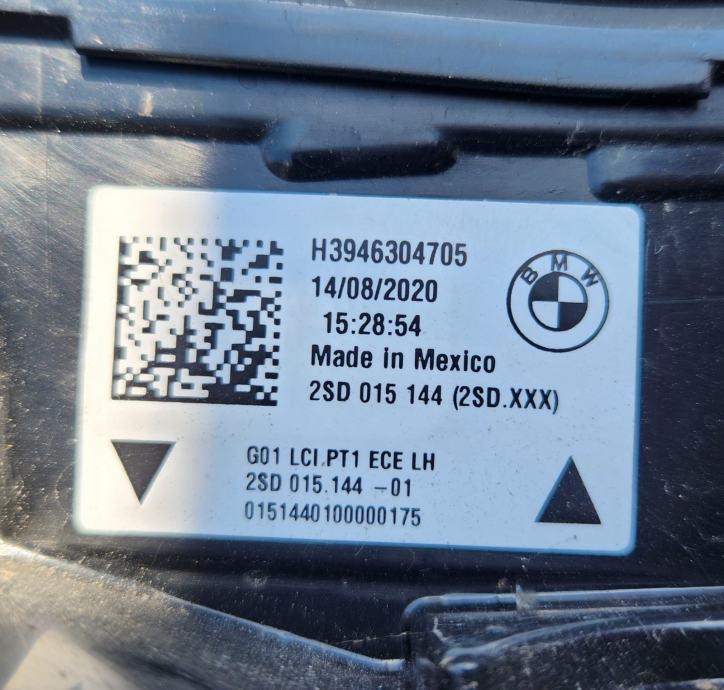 H3946304705
14/08/2020
15:28:54
Made in Mexico
2SD 015 144 (2SD.XXX)
BMW
G01 LCI PT1 ECE LH
2SD 015.144 -01
0151440100000175